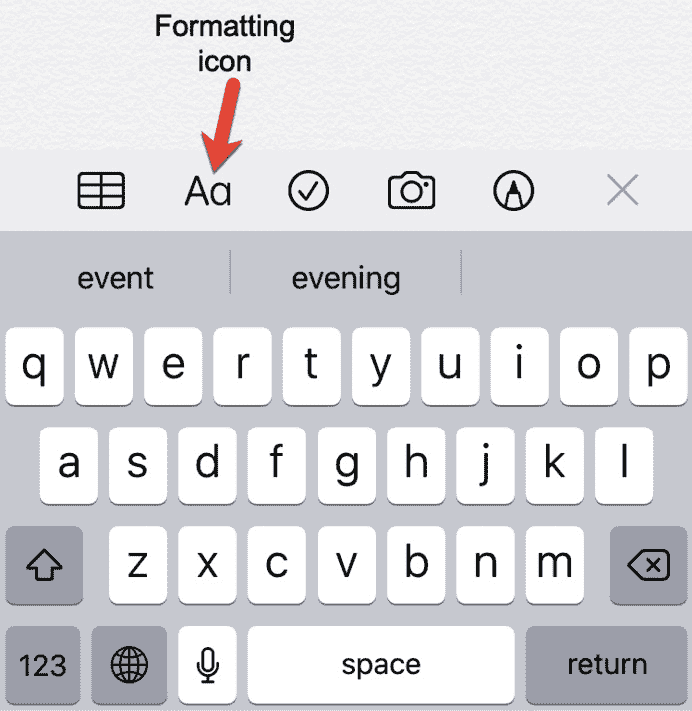 Formatting
icon
Aa
event evening
q w e r t y u i o p
a s d f g h j k l
z x c v b n m
123 space return